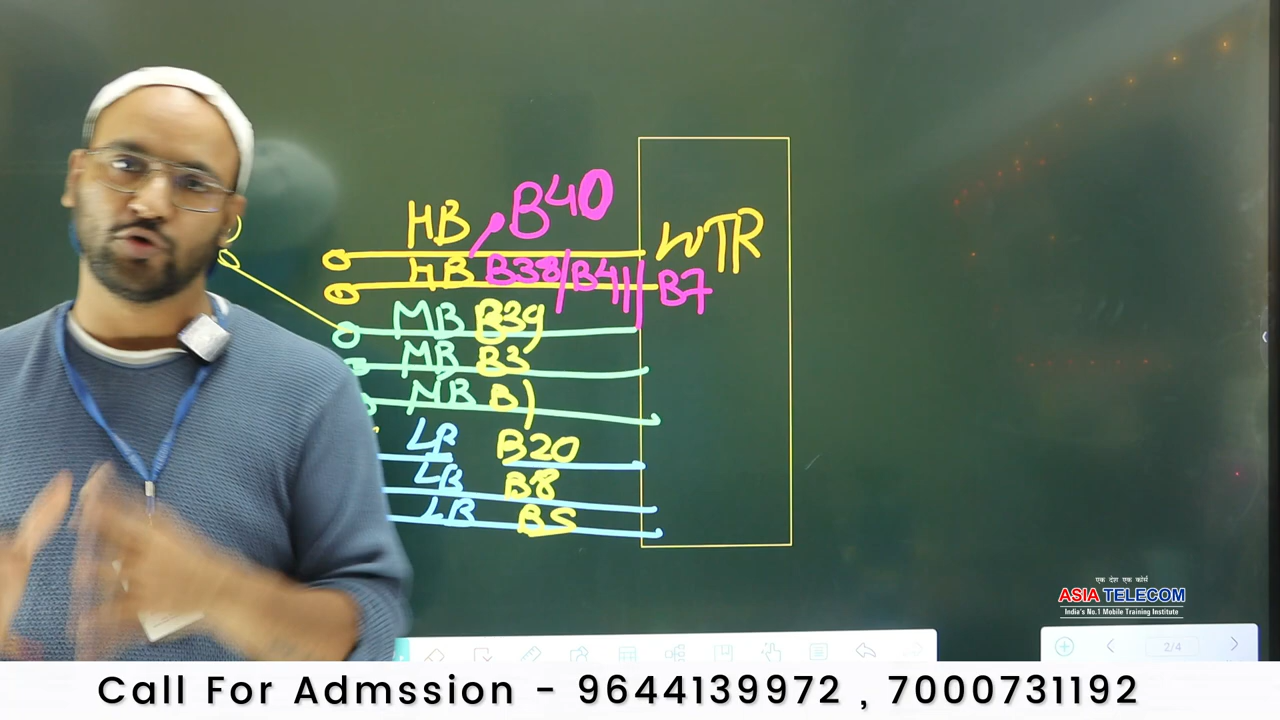 HB B40
WTR
HB B38/B41/B7
MB B39
MB B3
MB B1
LB B20
LB B8
LB B5
एक देश एक कोर्स
ASIA TELECOM
India's No.1 Mobile Training Institute
2/4
Call For Admssion - 9644139972 , 7000731192